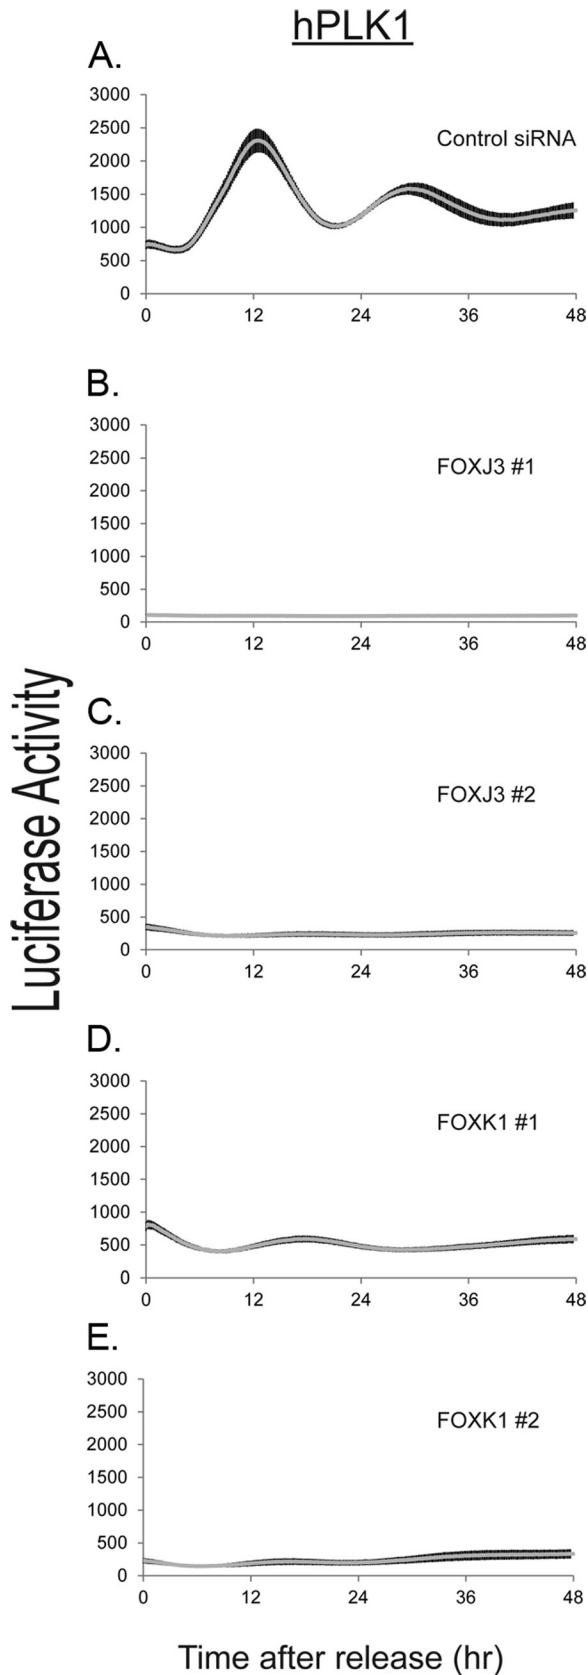 hPLK1
A.
3000
2500
2000
1500
1000
500
0
Control siRNA
0 12 24 36 48
B.
3000
2500
2000
1500
1000
500
0
FOXJ3 #1
0 12 24 36 48
C.
3000
2500
2000
1500
1000
500
0
FOXJ3 #2
0 12 24 36 48
D.
3000
2500
2000
1500
1000
500
0
FOXK1 #1
0 12 24 36 48
E.
3000
2500
2000
1500
1000
500
0
FOXK1 #2
0 12 24 36 48
Luciferase Activity
Time after release (hr)